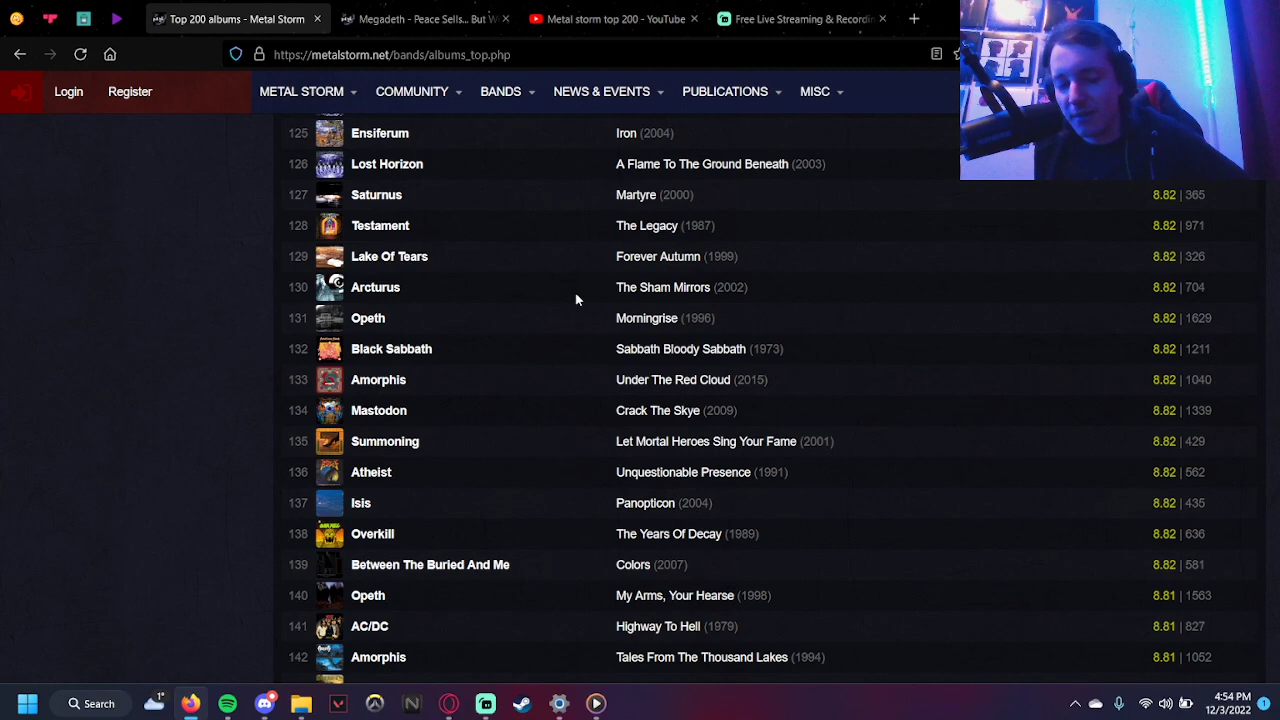 Top 200 albums - Metal Storm
Megadeth - Peace Sells... But W
Metal storm top 200 - YouTube
Free Live Streaming & Recordin
https://metalstorm.net/bands/albums_top.php
Login Register METAL STORM COMMUNITY BANDS NEWS & EVENTS PUBLICATIONS MISC
125 Ensiferum Iron (2004)
126 Lost Horizon A Flame To The Ground Beneath (2003)
127 Saturnus Martyre (2000) 8.82 | 365
128 Testament The Legacy (1987) 8.82 | 971
129 Lake Of Tears Forever Autumn (1999) 8.82 | 326
130 Arcturus The Sham Mirrors (2002) 8.82 | 704
131 Opeth Morningrise (1996) 8.82
132 Black Sabbath Sabbath Bloody Sabbath 8.82
133 Amorphis Under The Red Cloud (2015) 8.82 | 1040
134 Mastodon Crack The Skye (2009) 8.82
135 Summoning Let Mortal Heroes Sing Your Fame (2001) 8.82
136 Atheist Unquestionable Presence (1991) 8.82
137 Isis Panopticon (2004) 8.82
138 Overkill The Years Of Decay 8.82 | 636
139 Between The Buried And Me Colors (2007) 8.82 | 581
140 Opeth My Arms, Your Hearse (1998) 8.81 | 1563
141 AC/DC Highway To Hell (1979) 8.81 | 827
142 Amorphis Tales From The Thousand Lakes (1994) 8.81
Search
4:54 PM
12/3/2022
1